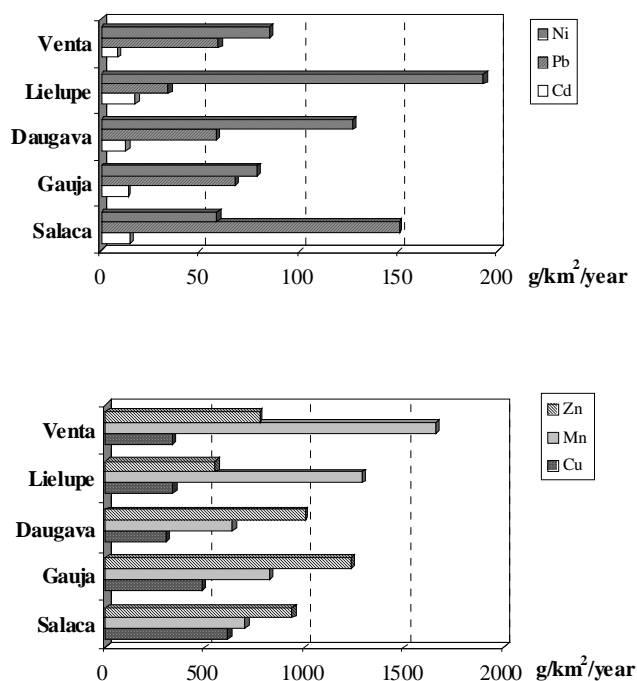 Venta
Lielupe
Daugava
Gauja
Salaca
0 50 100 150 200 g/km²/year
Ni
Pb
Cd
Venta
Lielupe
Daugava
Gauja
Salaca
0 500 1000 1500 2000 g/km²/year
Zn
Mn
Cu